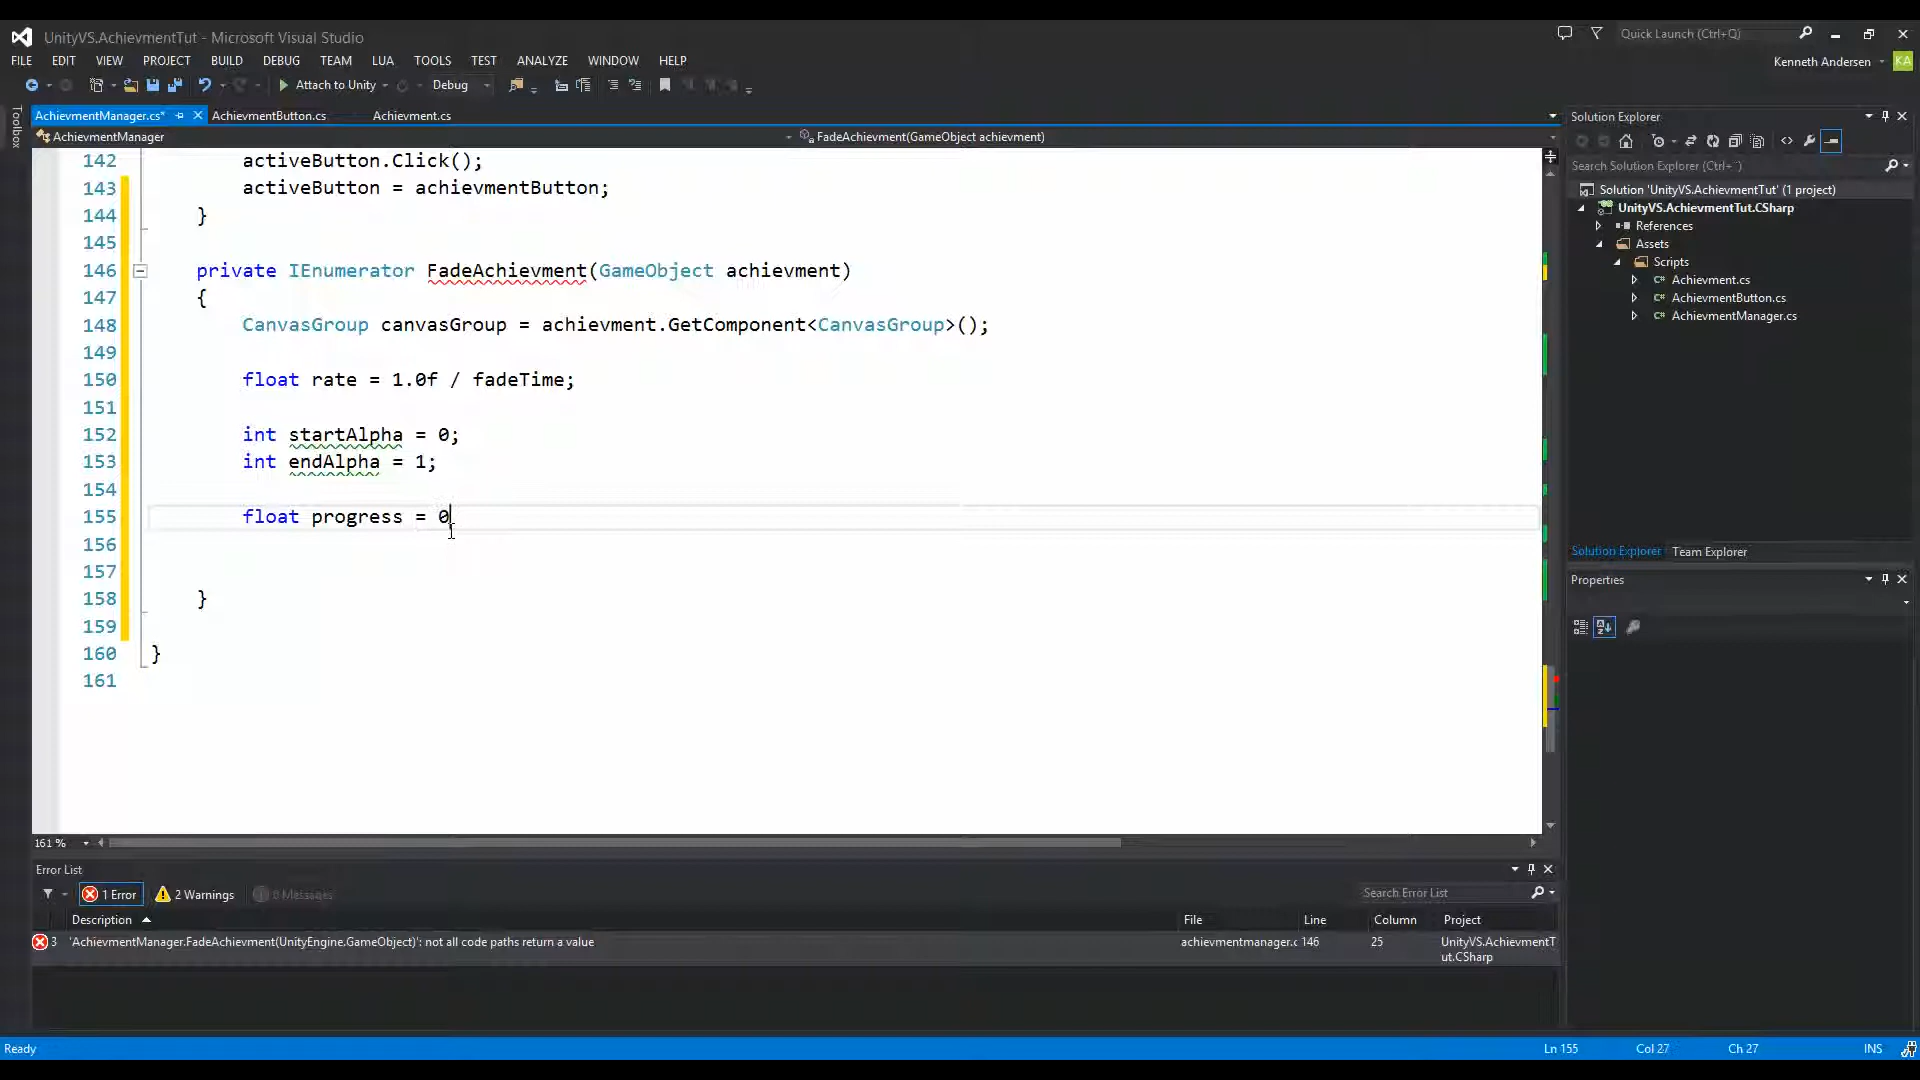 UnityVS.AchievmentTut - Microsoft Visual Studio
Quick Launch (Ctrl+Q)
FILE EDIT VIEW PROJECT BUILD DEBUG TEAM LUA TOOLS TEST ANALYZE WINDOW HELP
Kenneth Andersen KA
Attach to Unity Debug
AchievmentManager.cs* AchievmentButton.cs Achievment.cs
AchievmentManager FadeAchievment(GameObject achievment)
Toolbox
142 activeButton.Click();
143 activeButton = achievmentButton;
144 }
145
146 private IEnumerator FadeAchievment(GameObject achievment)
147 {
148 CanvasGroup canvasGroup = achievment.GetComponent<CanvasGroup>();
149
150 float rate = 1.0f / fadeTime;
151
152 int startAlpha = 0;
153 int endAlpha = 1;
154
155 float progress = 0
156
157
158 }
159
160 }
161
161 %
Solution Explorer
Search Solution Explorer (Ctrl+¨)
Solution 'UnityVS.AchievmentTut' (1 project)
UnityVS.AchievmentTut.CSharp
References
Assets
Scripts
Achievment.cs
AchievmentButton.cs
AchievmentManager.cs
Solution Explorer Team Explorer
Properties
Error List
1 Error 2 Warnings 0 Messages
Search Error List
Description File Line Column Project
3 'AchievmentManager.FadeAchievment(UnityEngine.GameObject)': not all code paths return a value achievmentmanager.c 146 25 UnityVS.AchievmentT
ut.CSharp
Ready Ln 155 Col 27 Ch 27 INS